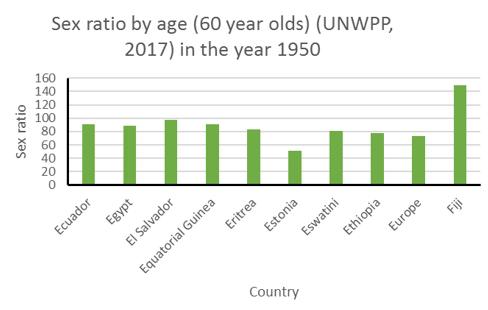 Sex ratio by age (60 year olds) (UNWPP,
2017) in the year 1950
160
140
120
100
80
60
40
20
0
Sex ratio
Ecuador
Egypt
El Salvador
Equatorial Guinea
Eritrea
Estonia
Eswatini
Ethiopia
Europe
Fiji
Country